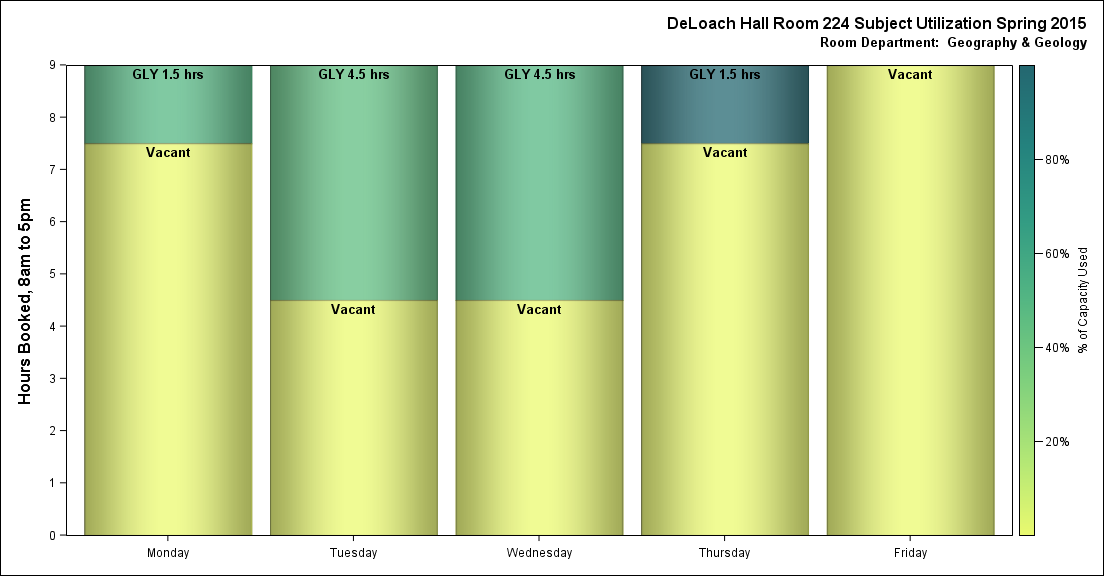 DeLoach Hall Room 224 Subject Utilization Spring 2015
Room Department:  Geography & Geology
Hours Booked, 8am to 5pm
9
8
7
6
5
4
3
2
1
0
GLY 1.5 hrs
GLY 4.5 hrs
GLY 4.5 hrs
GLY 1.5 hrs
Vacant
Vacant
Vacant
Vacant
Vacant
Monday
Tuesday
Wednesday
Thursday
Friday
80%
60%
40%
20%
% of Capacity Used